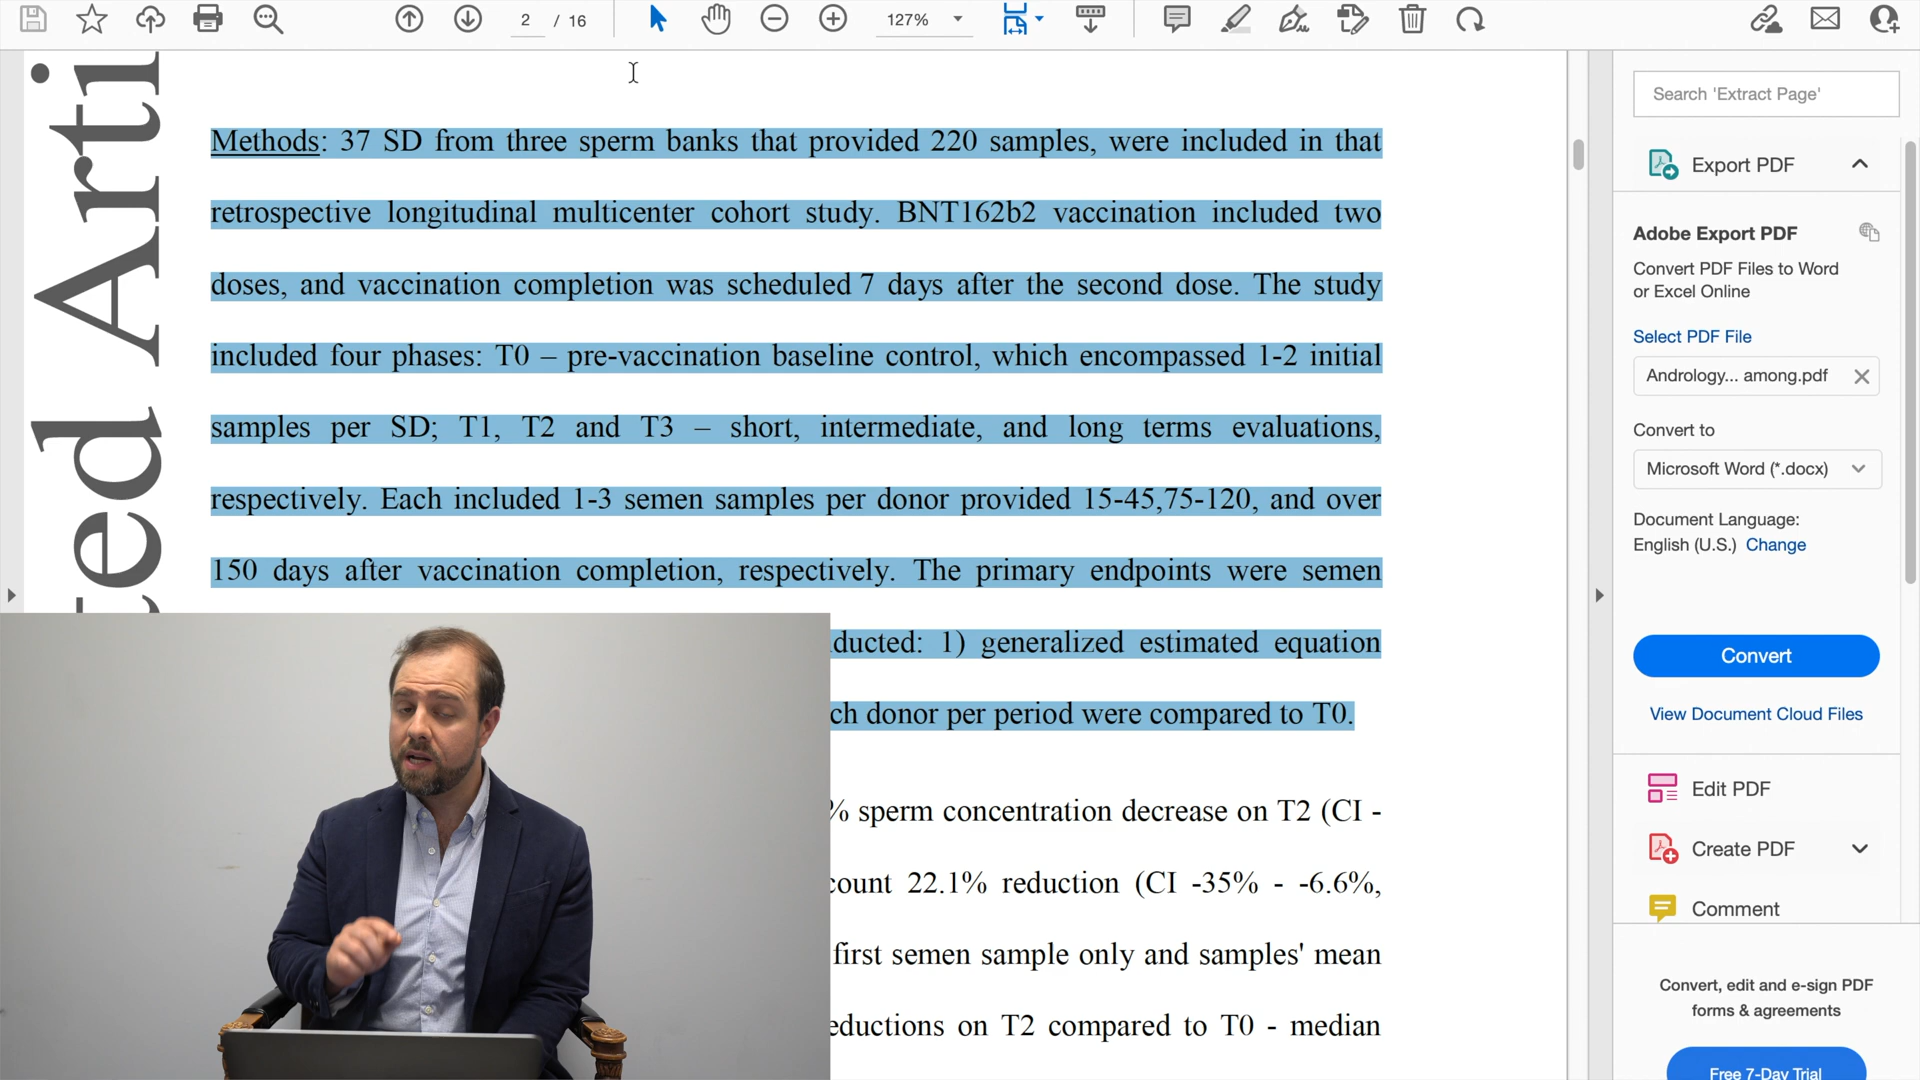 2 / 16
127%
ted Arti
Methods: 37 SD from three sperm banks that provided 220 samples, were included in that
retrospective longitudinal multicenter cohort study. BNT162b2 vaccination included two
doses, and vaccination completion was scheduled 7 days after the second dose. The study
included four phases: T0 – pre-vaccination baseline control, which encompassed 1-2 initial
samples per SD; T1, T2 and T3 – short, intermediate, and long terms evaluations,
respectively. Each included 1-3 semen samples per donor provided 15-45,75-120, and over
150 days after vaccination completion, respectively. The primary endpoints were semen
ducted: 1) generalized estimated equation
ch donor per period were compared to T0.
% sperm concentration decrease on T2 (CI -
count 22.1% reduction (CI -35% - -6.6%,
first semen sample only and samples' mean
eductions on T2 compared to T0 - median
Search 'Extract Page'
Export PDF
Adobe Export PDF
Convert PDF Files to Word
or Excel Online
Select PDF File
Andrology... among.pdf
Convert to
Microsoft Word (*.docx)
Document Language:
English (U.S.) Change
Convert
View Document Cloud Files
Edit PDF
Create PDF
Comment
Convert, edit and e-sign PDF
forms & agreements
Free 7-Day Trial